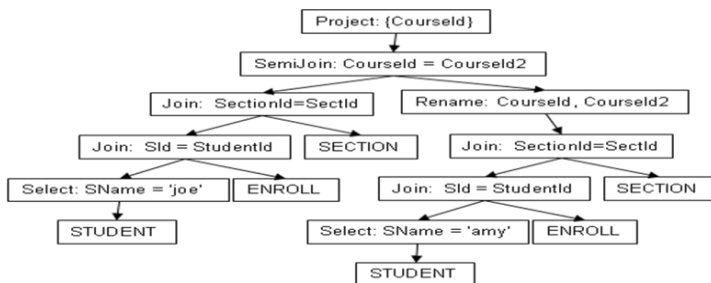 Project: {CourseId}
SemiJoin: CourseId = CourseId2
Join: SectionId=SectId
Rename: CourseId, CourseId2
Join: SId = StudentId
SECTION
Join: SectionId=SectId
Select: SName = 'joe'
ENROLL
Join: SId = StudentId
SECTION
STUDENT
Select: SName = 'amy'
ENROLL
STUDENT